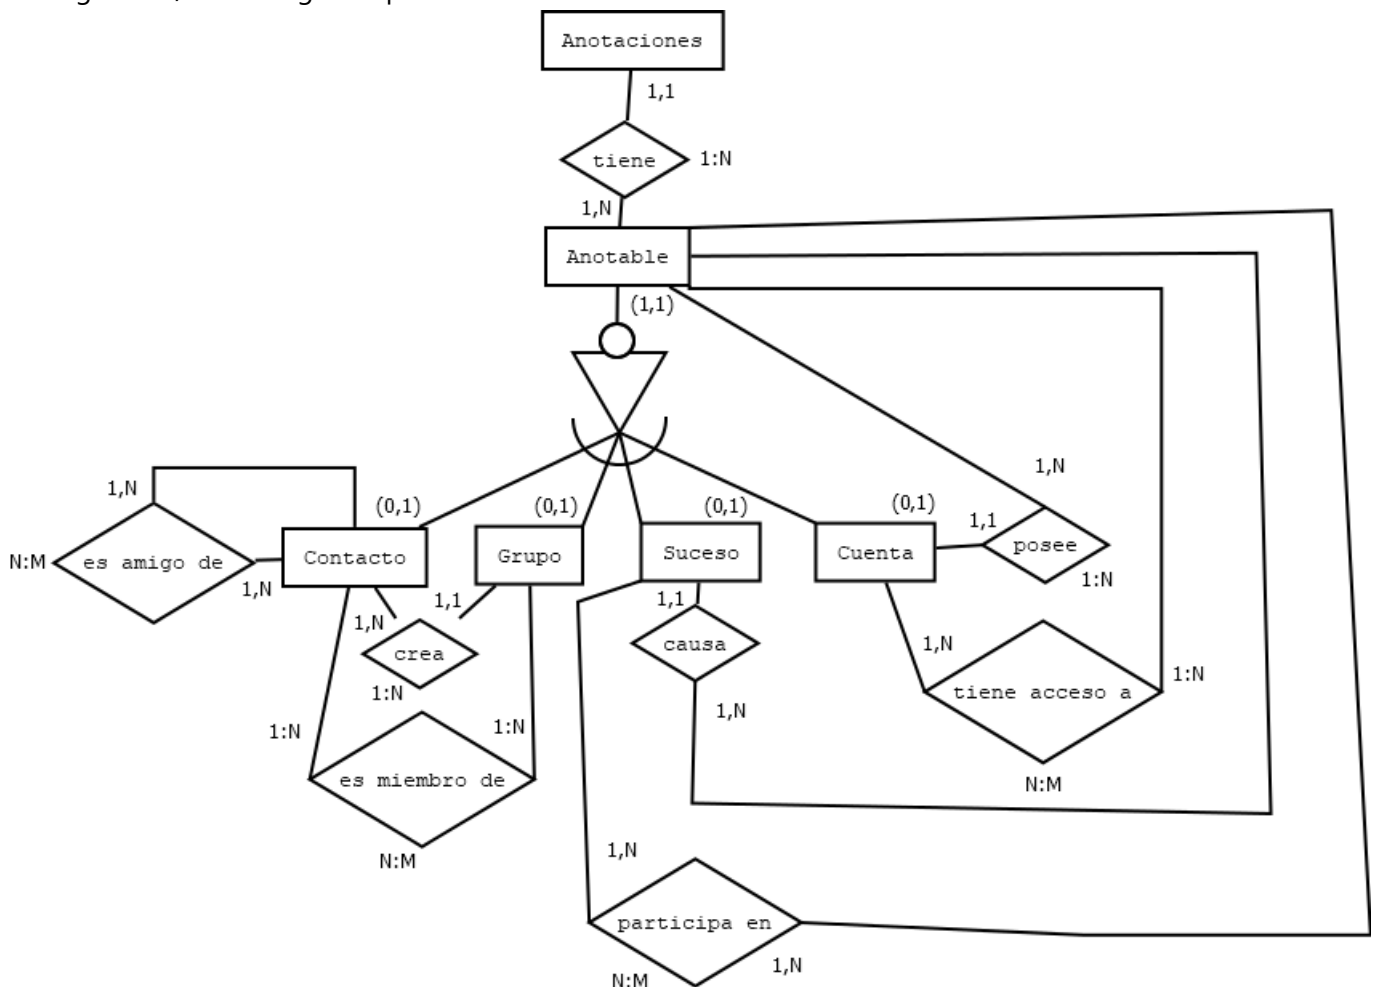 Anotaciones
1,1
tiene
1:N
1,N
Anotable
(1,1)
1,N
1,N
(0,1)
(0,1)
(0,1)
(0,1)
1,1
N:M
es amigo de
1,N
Contacto
Grupo
Suceso
Cuenta
posee
1:N
1,N
1,1
crea
1:N
1,1
causa
1,N
1,N
tiene acceso a
1:N
N:M
1:N
1:N
es miembro de
N:M
1,N
participa en
1,N
N:M